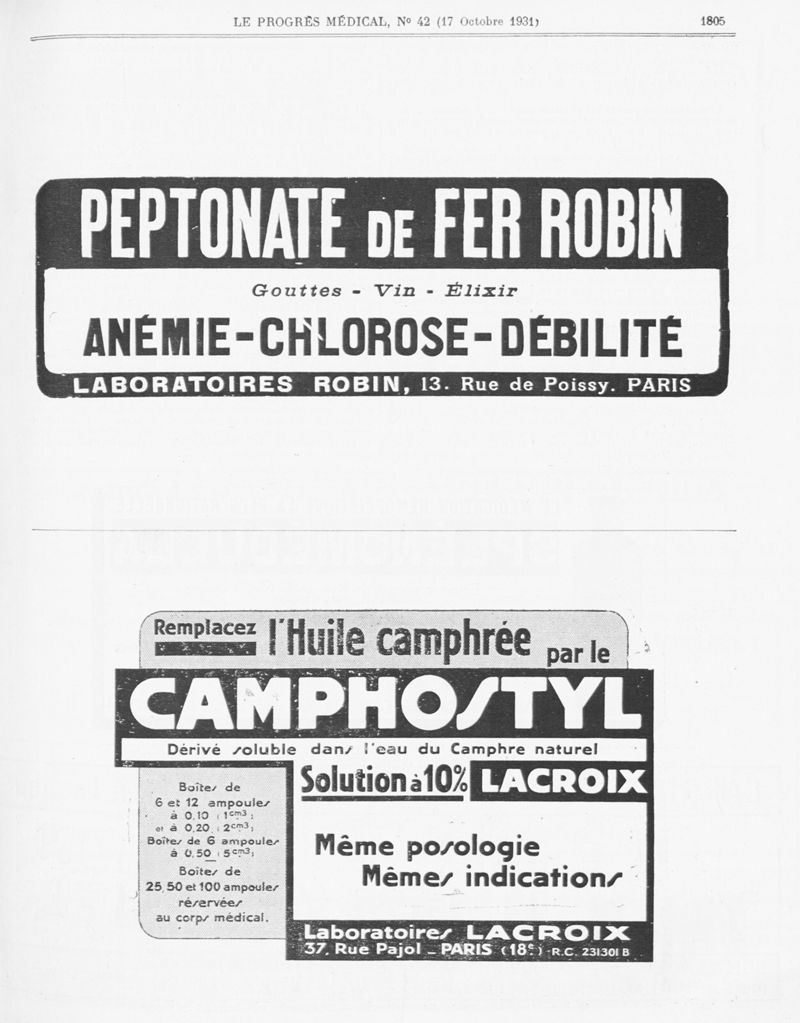 LE PROGRÈS MÉDICAL, Nº 42 (17 Octobre 1931)
1805
PEPTONATE DE FER ROBIN
Gouttes - Vin - Élixir
ANÉMIE-CHLOROSE-DÉBILITÉ
LABORATOIRES ROBIN, 13. Rue de Poissy. PARIS
Remplacez l'Huile camphrée par le
CAMPHOSTYL
Dérivé soluble dans l'eau du Camphre naturel
Solution à 10% LACROIX
Boîtes de
6 et 12 ampoules
à 0.10 (1cm3)
et à 0,20 (2cm3)
Boîtes de 6 ampoules
à 0,50 (5cm3)
Boîtes de
25,50 et 100 ampoules
réservées
au corps médical.
Même posologie
Mêmes indications
Laboratoires LACROIX
37, Rue Pajol _ PARIS (18e) - R.C. 231301 B